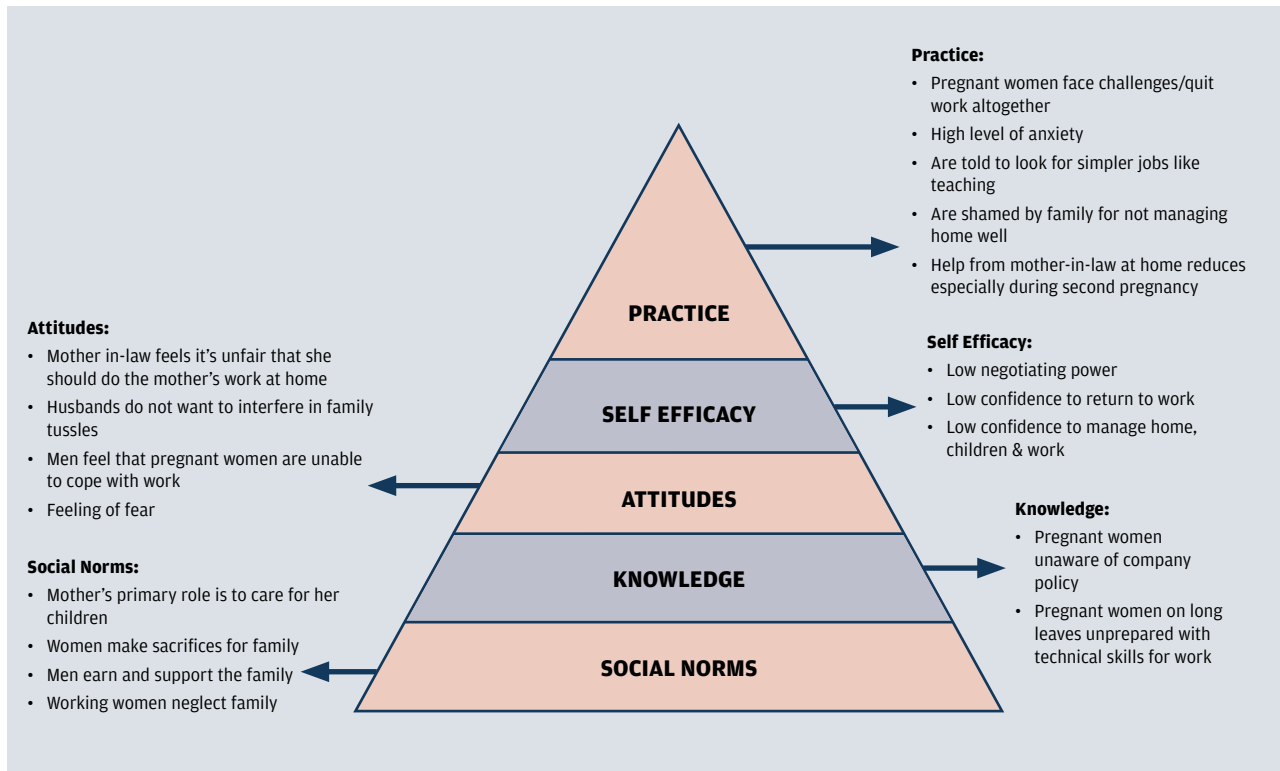 Practice:
• Pregnant women face challenges/quit
work altogether
• High level of anxiety
• Are told to look for simpler jobs like
teaching
• Are shamed by family for not managing
home well
• Help from mother-in-law at home reduces
especially during second pregnancy
PRACTICE
Attitudes:
• Mother in-law feels it's unfair that she
should do the mother's work at home
• Husbands do not want to interfere in family
tussles
• Men feel that pregnant women are unable
to cope with work
• Feeling of fear
Self Efficacy:
• Low negotiating power
• Low confidence to return to work
• Low confidence to manage home,
children & work
SELF EFFICACY
ATTITUDES
Knowledge:
• Pregnant women
unaware of company
policy
• Pregnant women on long
leaves unprepared with
technical skills for work
KNOWLEDGE
Social Norms:
• Mother's primary role is to care for her
children
• Women make sacrifices for family
• Men earn and support the family
• Working women neglect family
SOCIAL NORMS